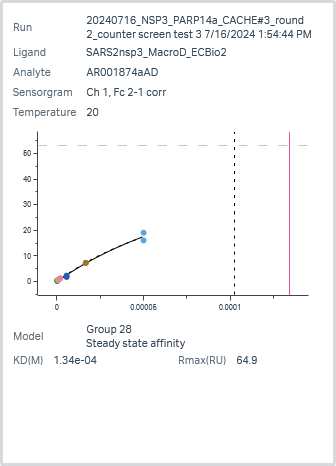 Run 20240716_NSP3_PARP14a_CACHE#3_round
2_counter screen test 3 7/16/2024 1:54:44 PM
Ligand SARS2nsp3_MacroD_ECBio2
Analyte AR001874aAD
Sensorgram Ch 1, Fc 2-1 corr
Temperature 20
50
40
30
20
10
0
0 0.00005 0.0001
Model Group 28
Steady state affinity
KD(M) 1.34e-04 Rmax(RU) 64.9